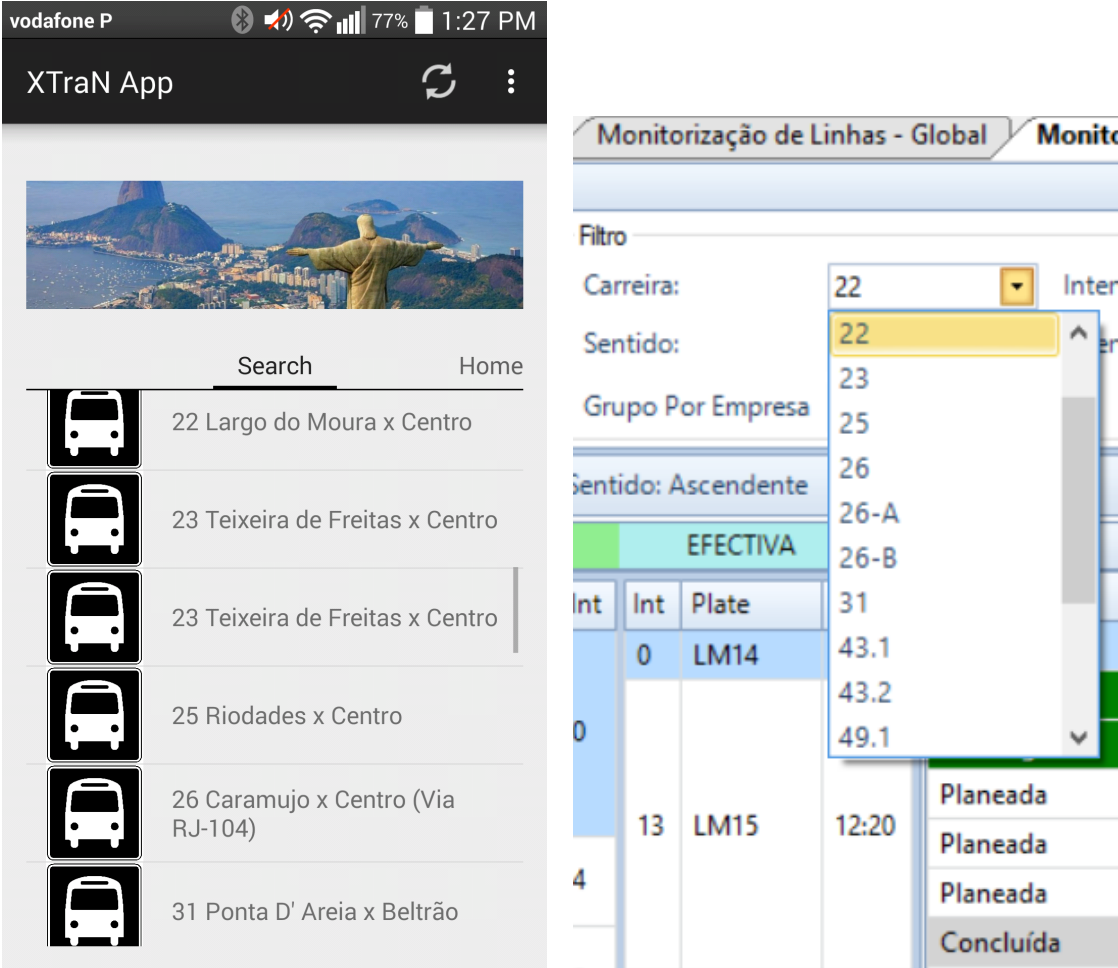 vodafone P
77%
1:27 PM
XTraN App
Search
Home
22 Largo do Moura x Centro
23 Teixeira de Freitas x Centro
23 Teixeira de Freitas x Centro
25 Riodades x Centro
26 Caramujo x Centro (Via
RJ-104)
31 Ponta D' Areia x Beltrão
Monitorização de Linhas - Global
Monito
Filtro
Carreira:
22
Inter
Sentido:
Grupo Por Empresa
22
23
25
26
26-A
26-B
31
43.1
43.2
49.1
Sentido: Ascendente
EFECTIVA
Int
Int
Plate
0
LM14
0
13
LM15
12:20
4
Planeada
Planeada
Planeada
Concluída